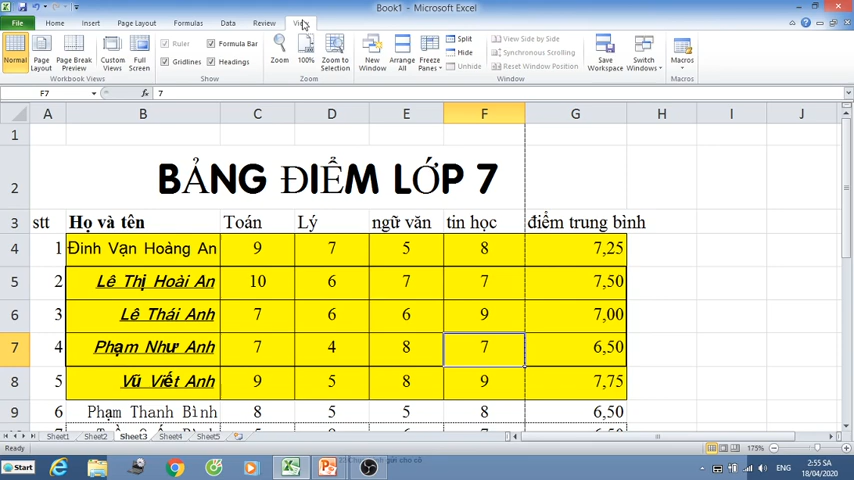 Book1 - Microsoft Excel
File Home Insert Page Layout Formulas Data Review
Normal Page Layout Page Break Preview Custom Views Full Screen
Ruler Formula Bar
Gridlines Headings
Zoom 100% Zoom to Selection
New Window Arrange All Freeze Panes
Split
Hide
Unhide
View Side by Side
Synchronous Scrolling
Reset Window Position
Save Workspace Switch Windows Macros
Workbook Views Show Zoom Window Macros
F7 fx 7
A B C D E F G H I J
1
2 BẢNG ĐIỂM LỚP 7
3 stt Họ và tên Toán Lý ngữ văn tin học điểm trung bình
4 1 Đinh Vạn Hoàng An 9 7 5 8 7,25
5 2 Lê Thị Hoài An 10 6 7 7 7,50
6 3 Lê Thái Anh 7 6 6 9 7,00
7 4 Phạm Như Anh 7 4 8 7 6,50
8 5 Vũ Viết Anh 9 5 8 9 7,75
9 6 Phạm Thanh Bình 8 5 5 8 6,50
Sheet1 Sheet2 Sheet3 Sheet4 Sheet5
Ready 175%
Start ENG 2:55 SA
18/04/2020